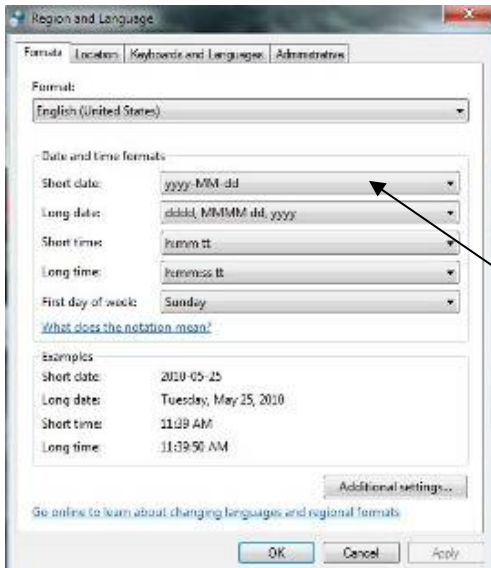 Region and Language
Formats Location Keyboards and Languages Administrative
Format:
English (United States)
Date and time formats
Short date: yyyy-MM-dd
Long date: dddd, MMMM dd, yyyy
Short time: h:mm tt
Long time: h:mm:ss tt
First day of week: Sunday
What does the notation mean?
Examples
Short date: 2010-05-25
Long date: Tuesday, May 25, 2010
Short time: 11:39 AM
Long time: 11:39:50 AM
Additional settings...
Go online to learn about changing languages and regional formats
OK Cancel Apply